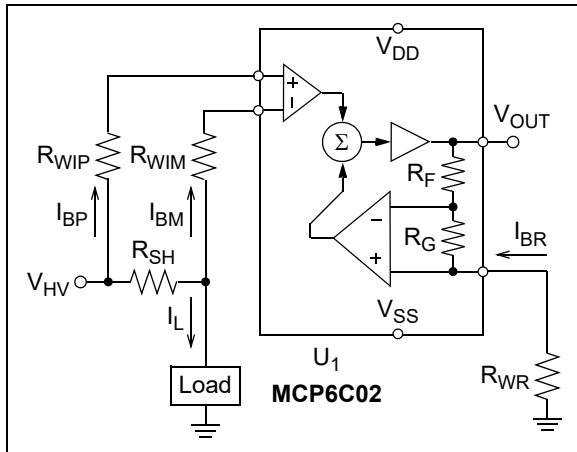 V_DD
+
−
V_OUT
R_WIP
R_WIM
Σ
R_F
I_BP
I_BM
−
R_G
I_BR
+
R_SH
V_HV
V_SS
I_L
U_1
Load
MCP6C02
R_WR